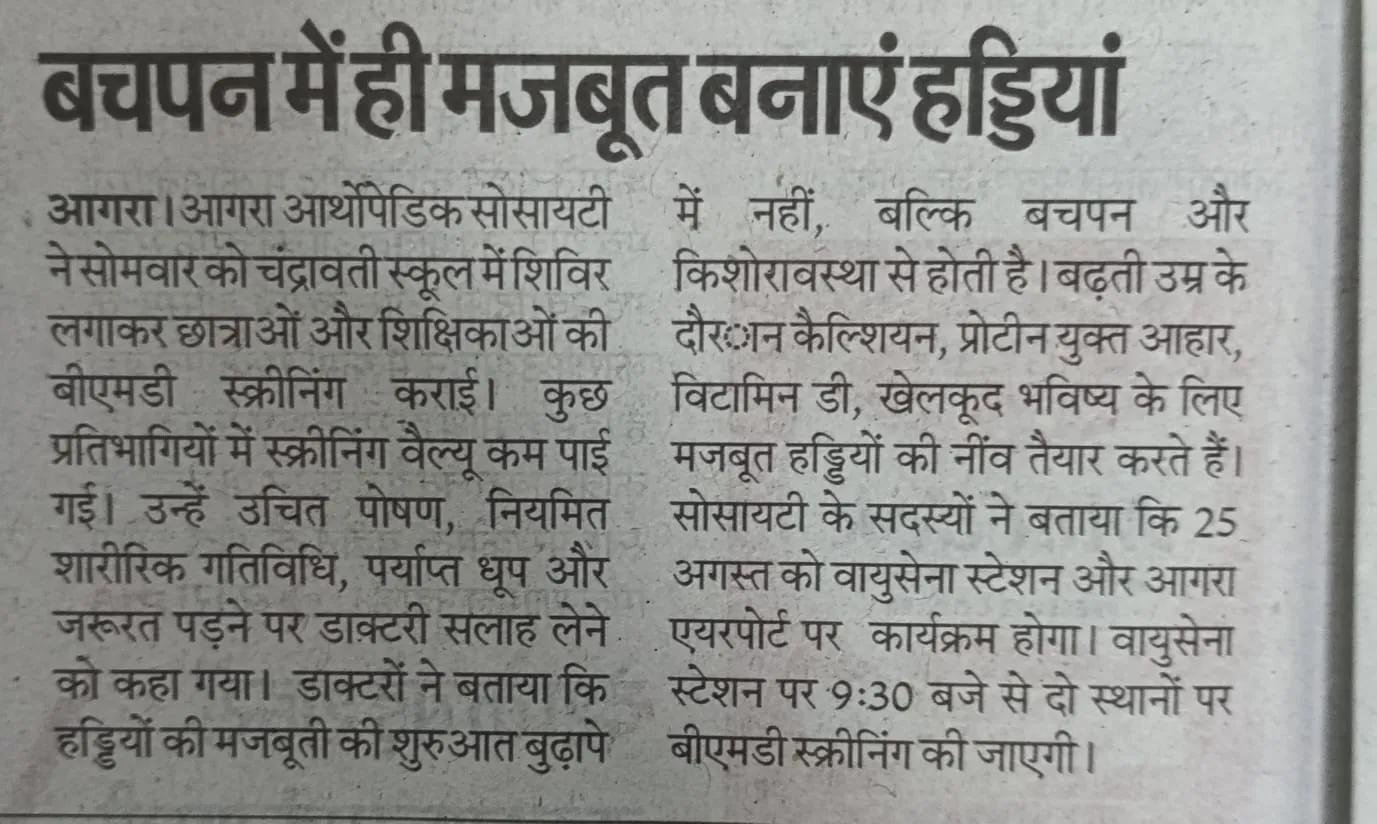 बचपन में ही मजबूत बनाएं हड्डियां
आगरा। आगरा आर्थोपेडिक सोसायटी
ने सोमवार को चंद्रावती स्कूल में शिविर
लगाकर छात्राओं और शिक्षिकाओं की
बीएमडी स्क्रीनिंग कराई। कुछ
प्रतिभागियों में स्क्रीनिंग वैल्यू कम पाई
गई। उन्हें उचित पोषण, नियमित
शारीरिक गतिविधि, पर्याप्त धूप और
जरूरत पड़ने पर डाक्टरी सलाह लेने
को कहा गया। डाक्टरों ने बताया कि
हड्डियों की मजबूती की शुरुआत बुढ़ापे
में नहीं, बल्कि बचपन और
किशोरावस्था से होती है। बढ़ती उम्र के
दौर◌ान कैल्शियन, प्रोटीन युक्त आहार,
विटामिन डी, खेलकूद भविष्य के लिए
मजबूत हड्डियों की नींव तैयार करते हैं।
सोसायटी के सदस्यों ने बताया कि 25
अगस्त को वायुसेना स्टेशन और आगरा
एयरपोर्ट पर कार्यक्रम होगा। वायुसेना
स्टेशन पर 9:30 बजे से दो स्थानों पर
बीएमडी स्क्रीनिंग की जाएगी।